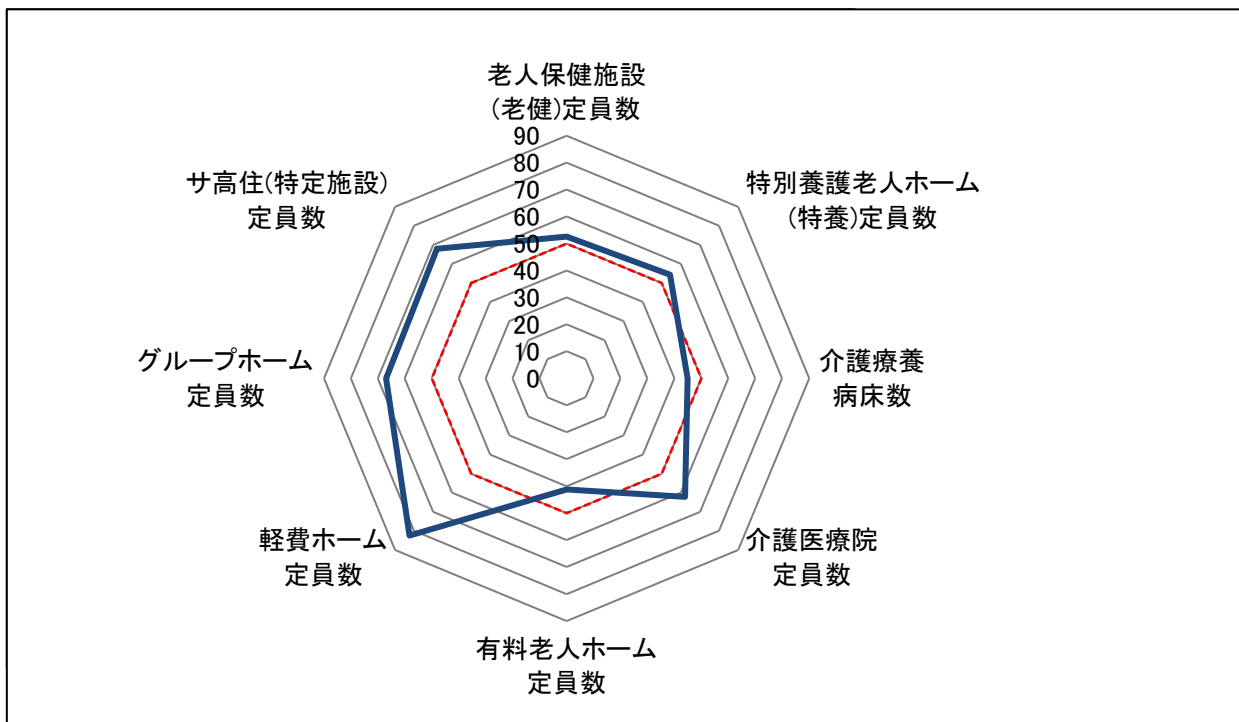 老人保健施設
(老健)定員数
特別養護老人ホーム
(特養)定員数
介護療養
病床数
介護医療院
定員数
有料老人ホーム
定員数
軽費ホーム
定員数
グループホーム
定員数
サ高住(特定施設)
定員数
90
80
70
60
50
40
30
20
10
0